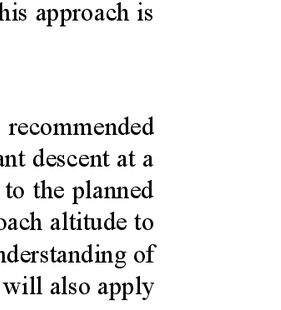 his approach is
recommended
ant descent at a
to the planned
oach altitude to
nderstanding of
will also apply